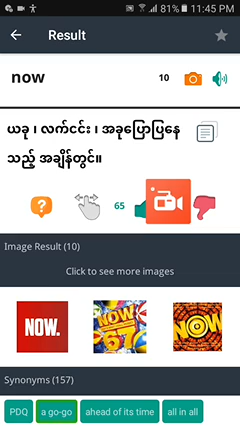 81% 11:45 PM
Result
now
10
ယခု ၊ လက်ငင်း ၊ အခုပြောပြနေ
သည့် အချိန်တွင်။
65
Image Result (10)
Click to see more images
NOW.
NOW
67
NOW
Synonyms (157)
PDQ a go-go ahead of its time all in all